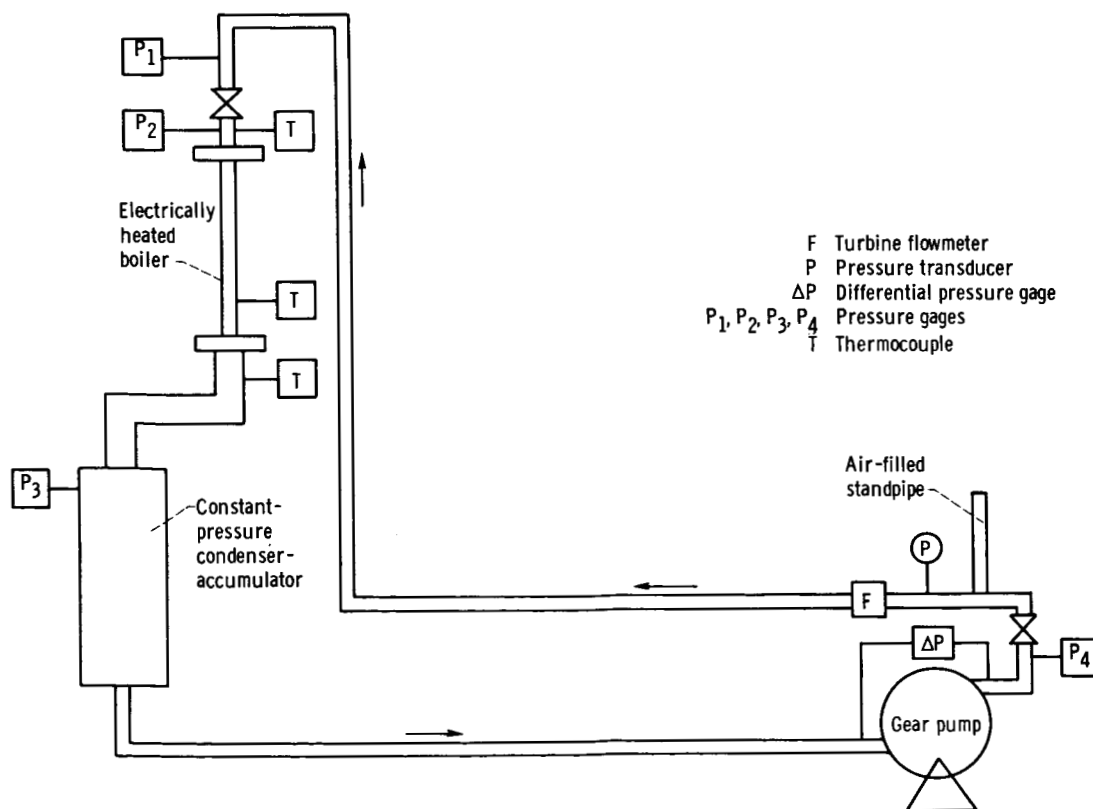 P1
P2
T
Electrically
heated
boiler
T
T
P3
Constant-
pressure
condenser-
accumulator
F Turbine flowmeter
P Pressure transducer
ΔP Differential pressure gage
P1, P2, P3, P4 Pressure gages
T Thermocouple
Air-filled
standpipe
P
F
ΔP
P4
Gear pump